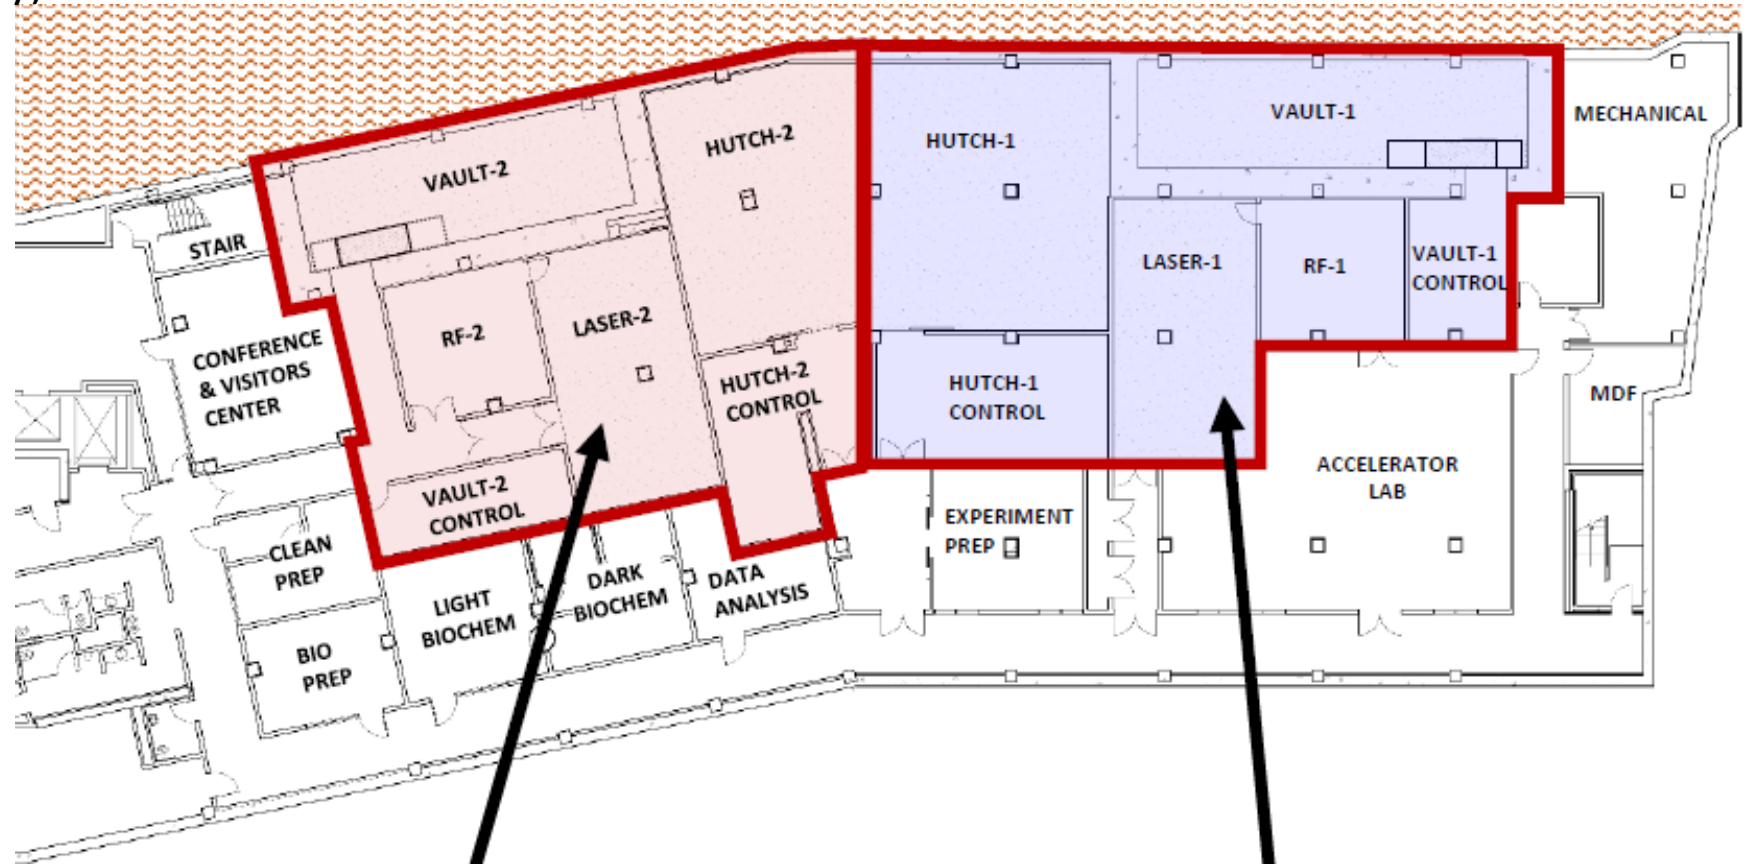 HUTCH-2
VAULT-2
STAIR
RF-2
LASER-2
CONFERENCE
& VISITORS
CENTER
HUTCH-2
CONTROL
VAULT-2
CONTROL
CLEAN
PREP
LIGHT
BIOCHEM
DARK
BIOCHEM
DATA
ANALYSIS
BIO
PREP
HUTCH-1
VAULT-1
MECHANICAL
LASER-1
RF-1
VAULT-1
CONTROL
HUTCH-1
CONTROL
MDF
ACCELERATOR
LAB
EXPERIMENT
PREP